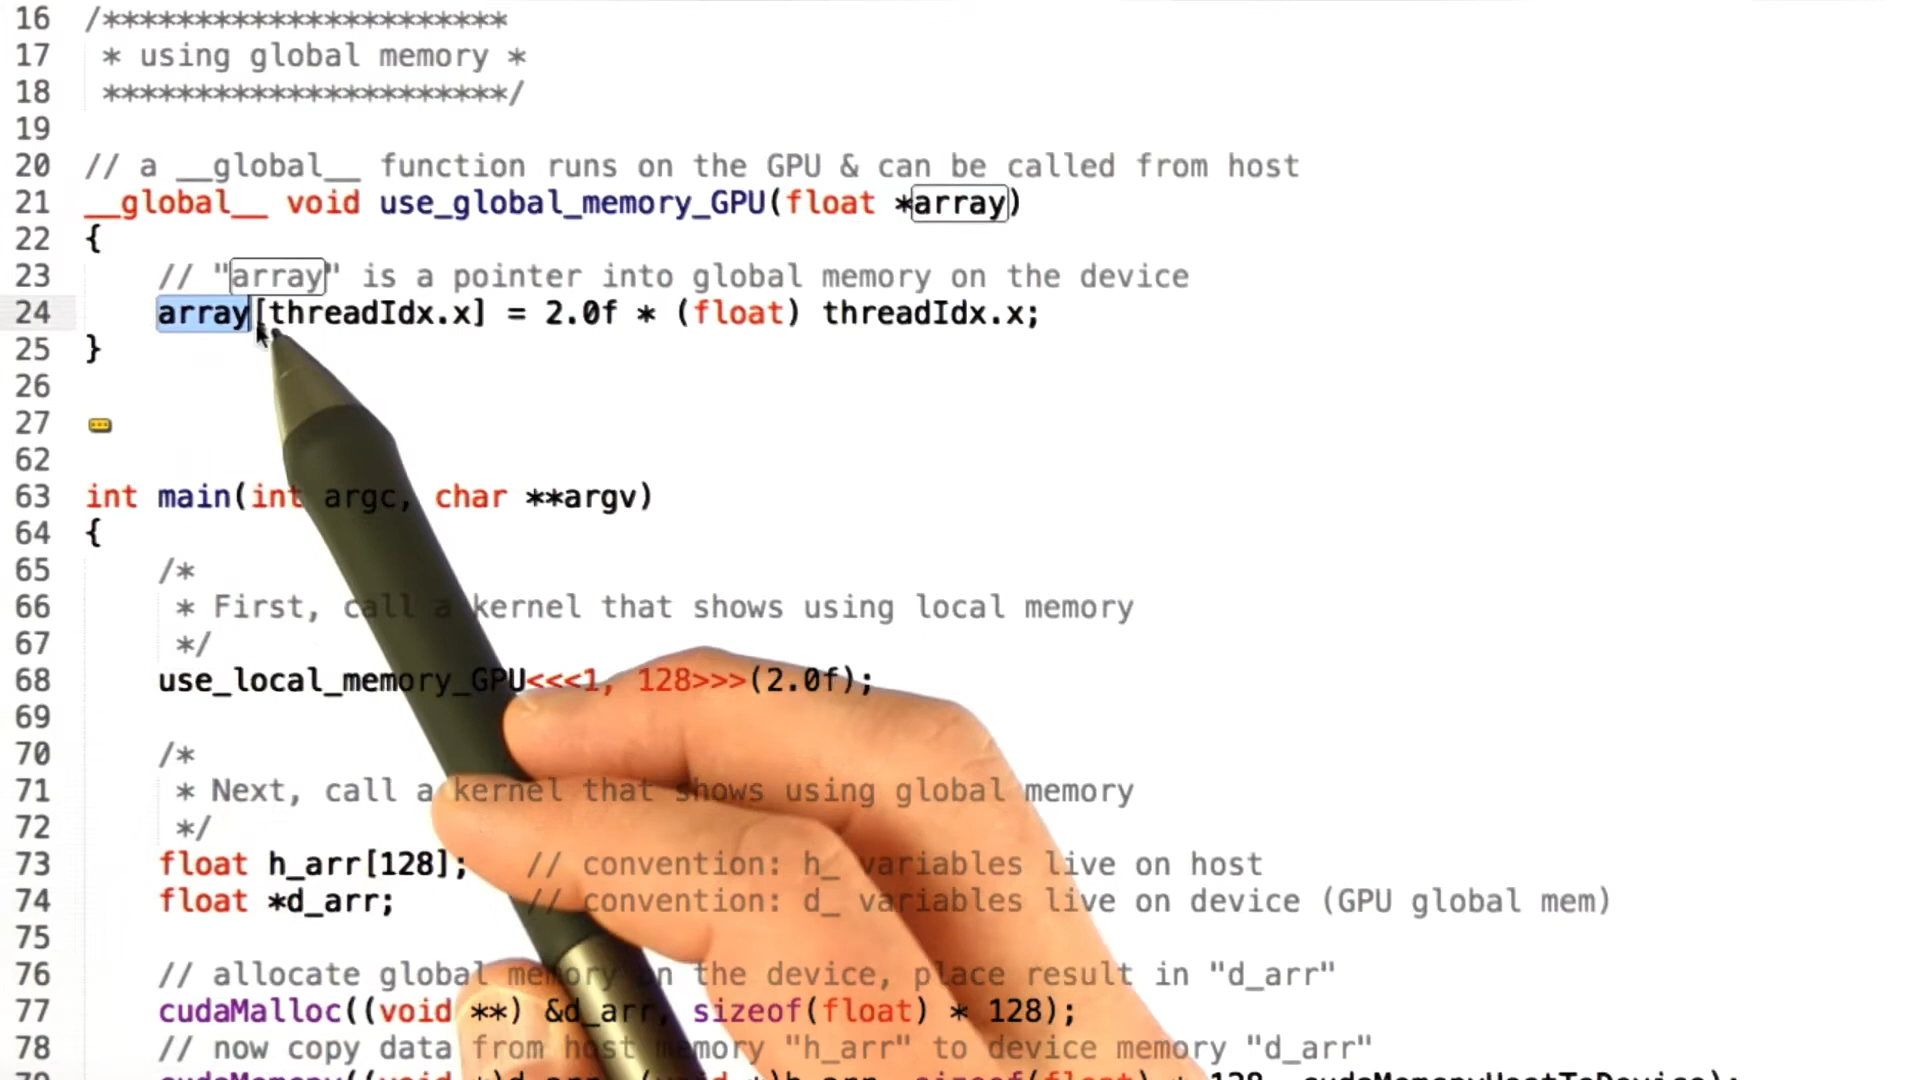 16 /**********************
17 * using global memory *
18 **********************/
19
20 // a __global__ function runs on the GPU & can be called from host
21 __global__ void use_global_memory_GPU(float *array)
22 {
23 // "array" is a pointer into global memory on the device
24 array[threadIdx.x] = 2.0f * (float) threadIdx.x;
25 }
26
27
62
63 int main(int argc, char **argv)
64 {
65 /*
66 * First, call a kernel that shows using local memory
67 */
68 use_local_memory_GPU<<<1, 128>>>(2.0f);
69
70 /*
71 * Next, call a kernel that shows using global memory
72 */
73 float h_arr[128]; // convention: h_ variables live on host
74 float *d_arr; // convention: d_ variables live on device (GPU global mem)
75
76 // allocate global memory on the device, place result in "d_arr"
77 cudaMalloc((void **) &d_arr, sizeof(float) * 128);
78 // now copy data from host memory "h_arr" to device memory "d_arr"